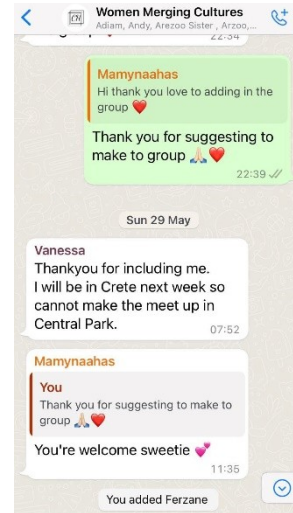 Women Merging Cultures
Adiam, Andy, Arezoo Sister , Arzoo,...
22:34
Mamynaahas
Hi thank you love to adding in the
group ❤️
Thank you for suggesting to
make to group 🙏🏻❤️
22:39
Sun 29 May
Vanessa
Thankyou for including me.
I will be in Crete next week so
cannot make the meet up in
Central Park.
07:52
Mamynaahas
You
Thank you for suggesting to make to
group 🙏🏻❤️
You're welcome sweetie 💕
11:35
You added Ferzane